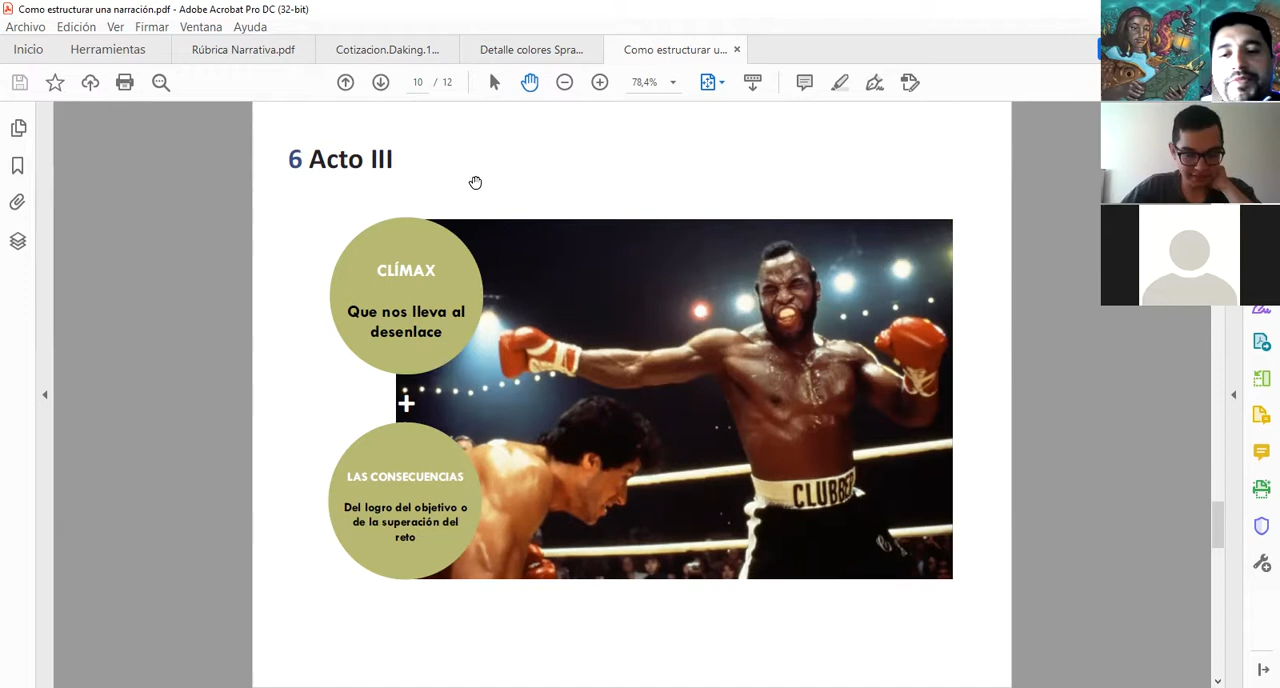 Como estructurar una narración.pdf - Adobe Acrobat Pro DC (32-bit)
Archivo Edición Ver Firmar Ventana Ayuda
Inicio Herramientas Rúbrica Narrativa.pdf Cotizacion.Daking.1... Detalle colores Spra... Como estructurar u... ×
10 / 12 78,4%
6 Acto III
CLÍMAX
Que nos lleva al
desenlace
+
LAS CONSECUENCIAS
Del logro del objetivo o
de la superación del
reto
CLUBBER